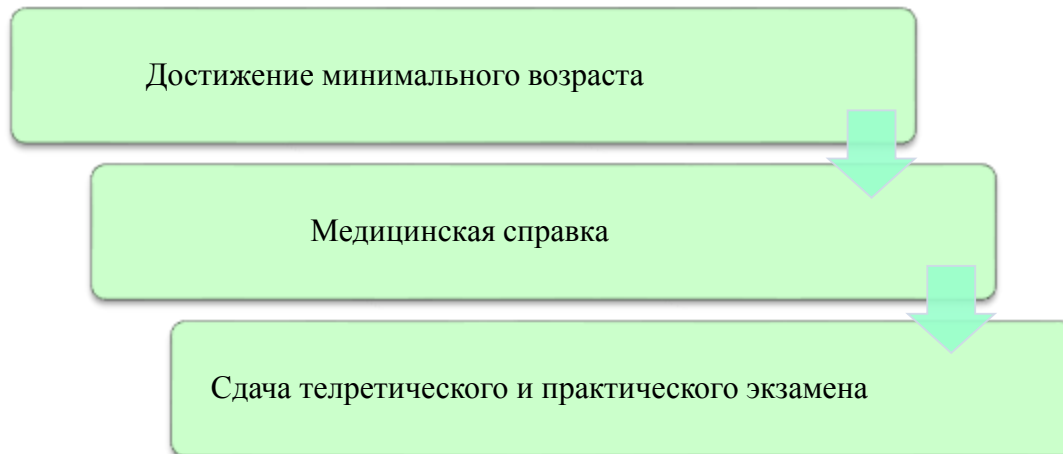 Достижение минимального возраста
Медицинская справка
Сдача телретического и практического экзамена